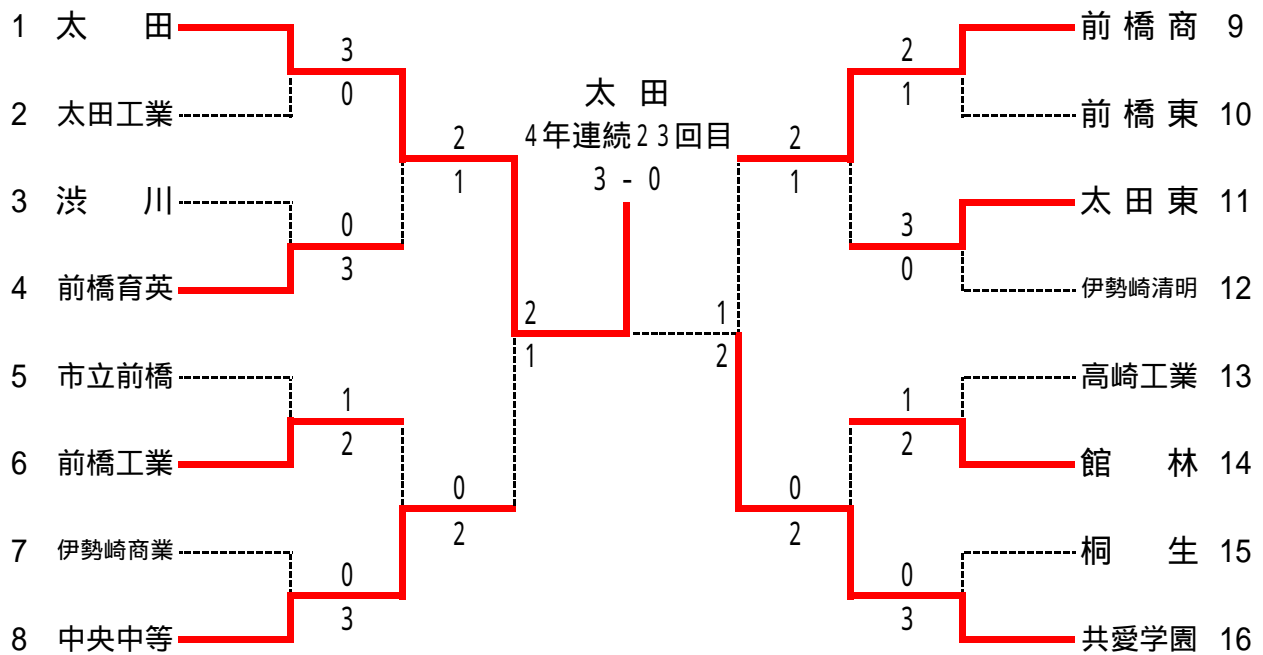 1 太 田
2 太田工業
3 渋 川
4 前橋育英
5 市立前橋
6 前橋工業
7 伊勢崎商業
8 中央中等
3
0
0
3
1
2
0
3
2
1
0
2
2
1
太 田
4年連続23回目
3 - 0
1
2
2
1
0
2
2
1
3
0
1
2
0
3
前 橋 商 9
前 橋 東 10
太 田 東 11
伊勢崎清明 12
高崎工業 13
館 林 14
桐 生 15
共愛学園 16